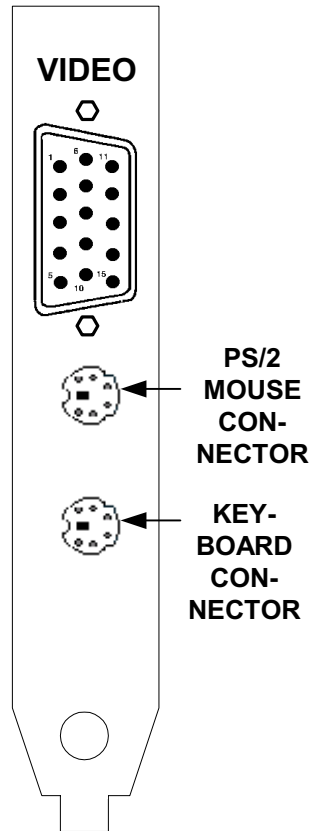 VIDEO
1 6 11
5 10 15
PS/2
MOUSE
CON-
NECTOR
KEY-
BOARD
CON-
NECTOR